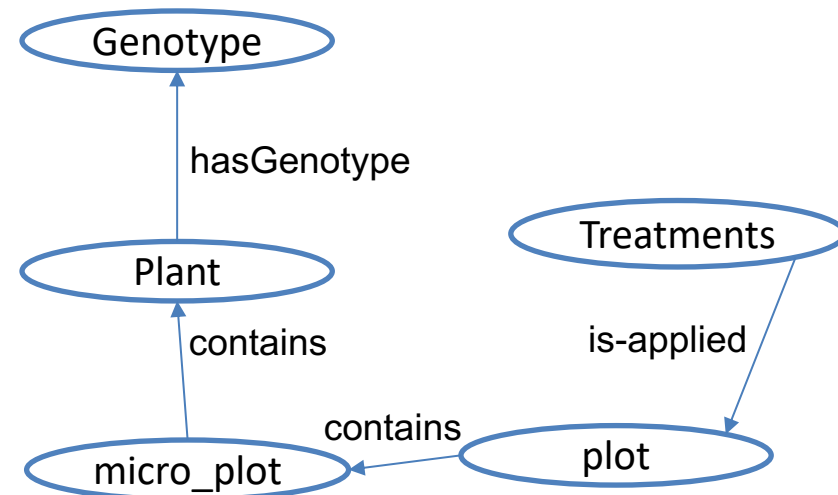 Genotype
hasGenotype
Treatments
Plant
contains
is-applied
contains
plot
micro_plot